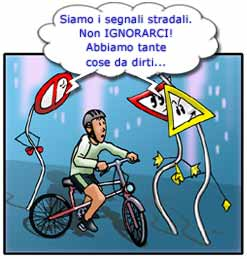 Siamo i segnali stradali.
Non IGNORARCI!
Abbiamo tante
cose da dirti...